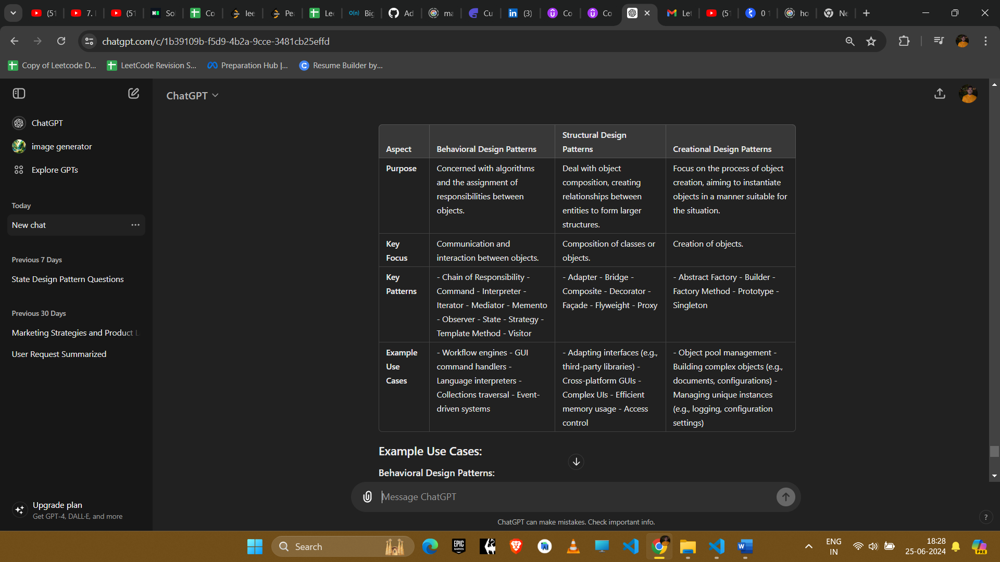 (51
7. I
(51
Sol
Co
lee
Pea
Lee
O(n) Big
Ad
ma
Cu
(3)
Co
Co
Let
(51
0 1
ho
Ne
chatgpt.com/c/1b39109b-f5d9-4b2a-9cce-3481cb25effd
Copy of Leetcode D...
LeetCode Revision S...
Preparation Hub |...
Resume Builder by...
ChatGPT
image generator
Explore GPTs
Today
New chat
Previous 7 Days
State Design Pattern Questions
Previous 30 Days
Marketing Strategies and Product L
User Request Summarized
Upgrade plan
Get GPT-4, DALL·E, and more
ChatGPT
Aspect
Behavioral Design Patterns
Structural Design
Patterns
Creational Design Patterns
Purpose
Concerned with algorithms
and the assignment of
responsibilities between
objects.
Deal with object
composition, creating
relationships between
entities to form larger
structures.
Focus on the process of object
creation, aiming to instantiate
objects in a manner suitable for
the situation.
Key
Focus
Communication and
interaction between objects.
Composition of classes or
objects.
Creation of objects.
Key
Patterns
- Chain of Responsibility -
Command - Interpreter -
Iterator - Mediator - Memento
- Observer - State - Strategy -
Template Method - Visitor
- Adapter - Bridge -
Composite - Decorator -
Façade - Flyweight - Proxy
- Abstract Factory - Builder -
Factory Method - Prototype -
Singleton
Example
Use
Cases
- Workflow engines - GUI
command handlers -
Language interpreters -
Collections traversal - Event-
driven systems
- Adapting interfaces (e.g.,
third-party libraries) -
Cross-platform GUIs -
Complex UIs - Efficient
memory usage - Access
control
- Object pool management -
Building complex objects (e.g.,
documents, configurations) -
Managing unique instances
(e.g., logging, configuration
settings)
Example Use Cases:
Behavioral Design Patterns:
Message ChatGPT
ChatGPT can make mistakes. Check important info.
?
Search
EPIC
GAMES
ENG
IN
18:28
25-06-2024
PRE